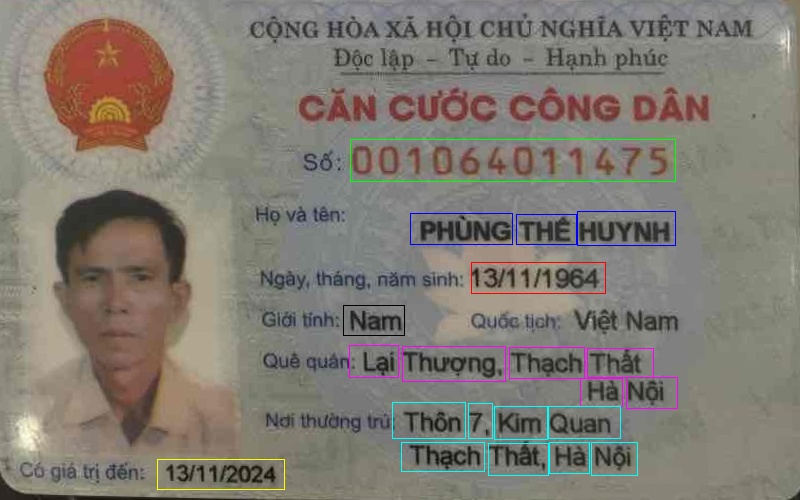 CỘNG HÒA XÃ HỘI CHỦ NGHĨA VIỆT NAM
Độc lập – Tự do – Hạnh phúc
CĂN CƯỚC CÔNG DÂN
Số: 001064011475
Họ và tên:
PHÙNG THẾ HUYNH
Ngày, tháng, năm sinh: 13/11/1964
Giới tính: Nam Quốc tịch: Việt Nam
Quê quán: Lại Thượng, Thạch Thất
Hà Nội
Nơi thường trú: Thôn 7, Kim Quan
Thạch Thất, Hà Nội
Có giá trị đến: 13/11/2024